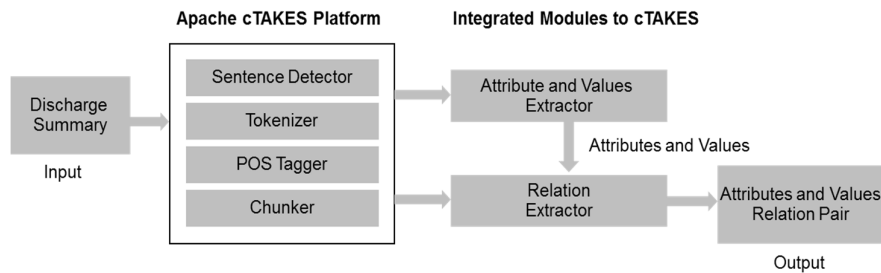 Apache cTAKES Platform
Integrated Modules to cTAKES
Discharge
Summary
Input
Sentence Detector
Tokenizer
POS Tagger
Chunker
Attribute and Values
Extractor
Attributes and Values
Relation
Extractor
Attributes and Values
Relation Pair
Output